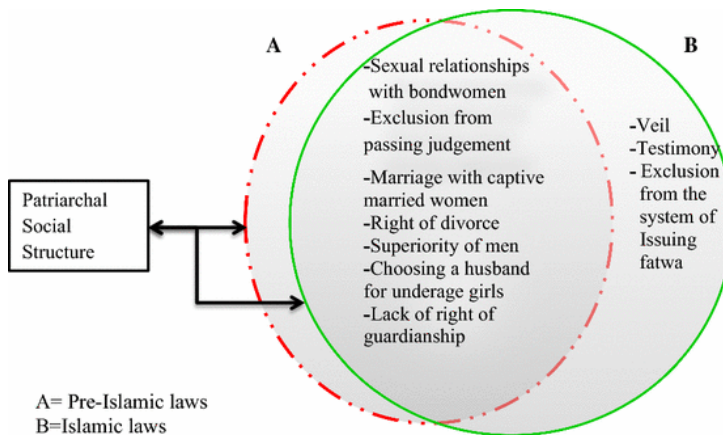 A
B
Patriarchal
Social
Structure
-Sexual relationships
with bondwomen
-Exclusion from
passing judgement
-Marriage with captive
married women
-Right of divorce
-Superiority of men
-Choosing a husband
for underage girls
-Lack of right of
guardianship
-Veil
-Testimony
- Exclusion
from the
system of
Issuing
fatwa
A= Pre-Islamic laws
B=Islamic laws